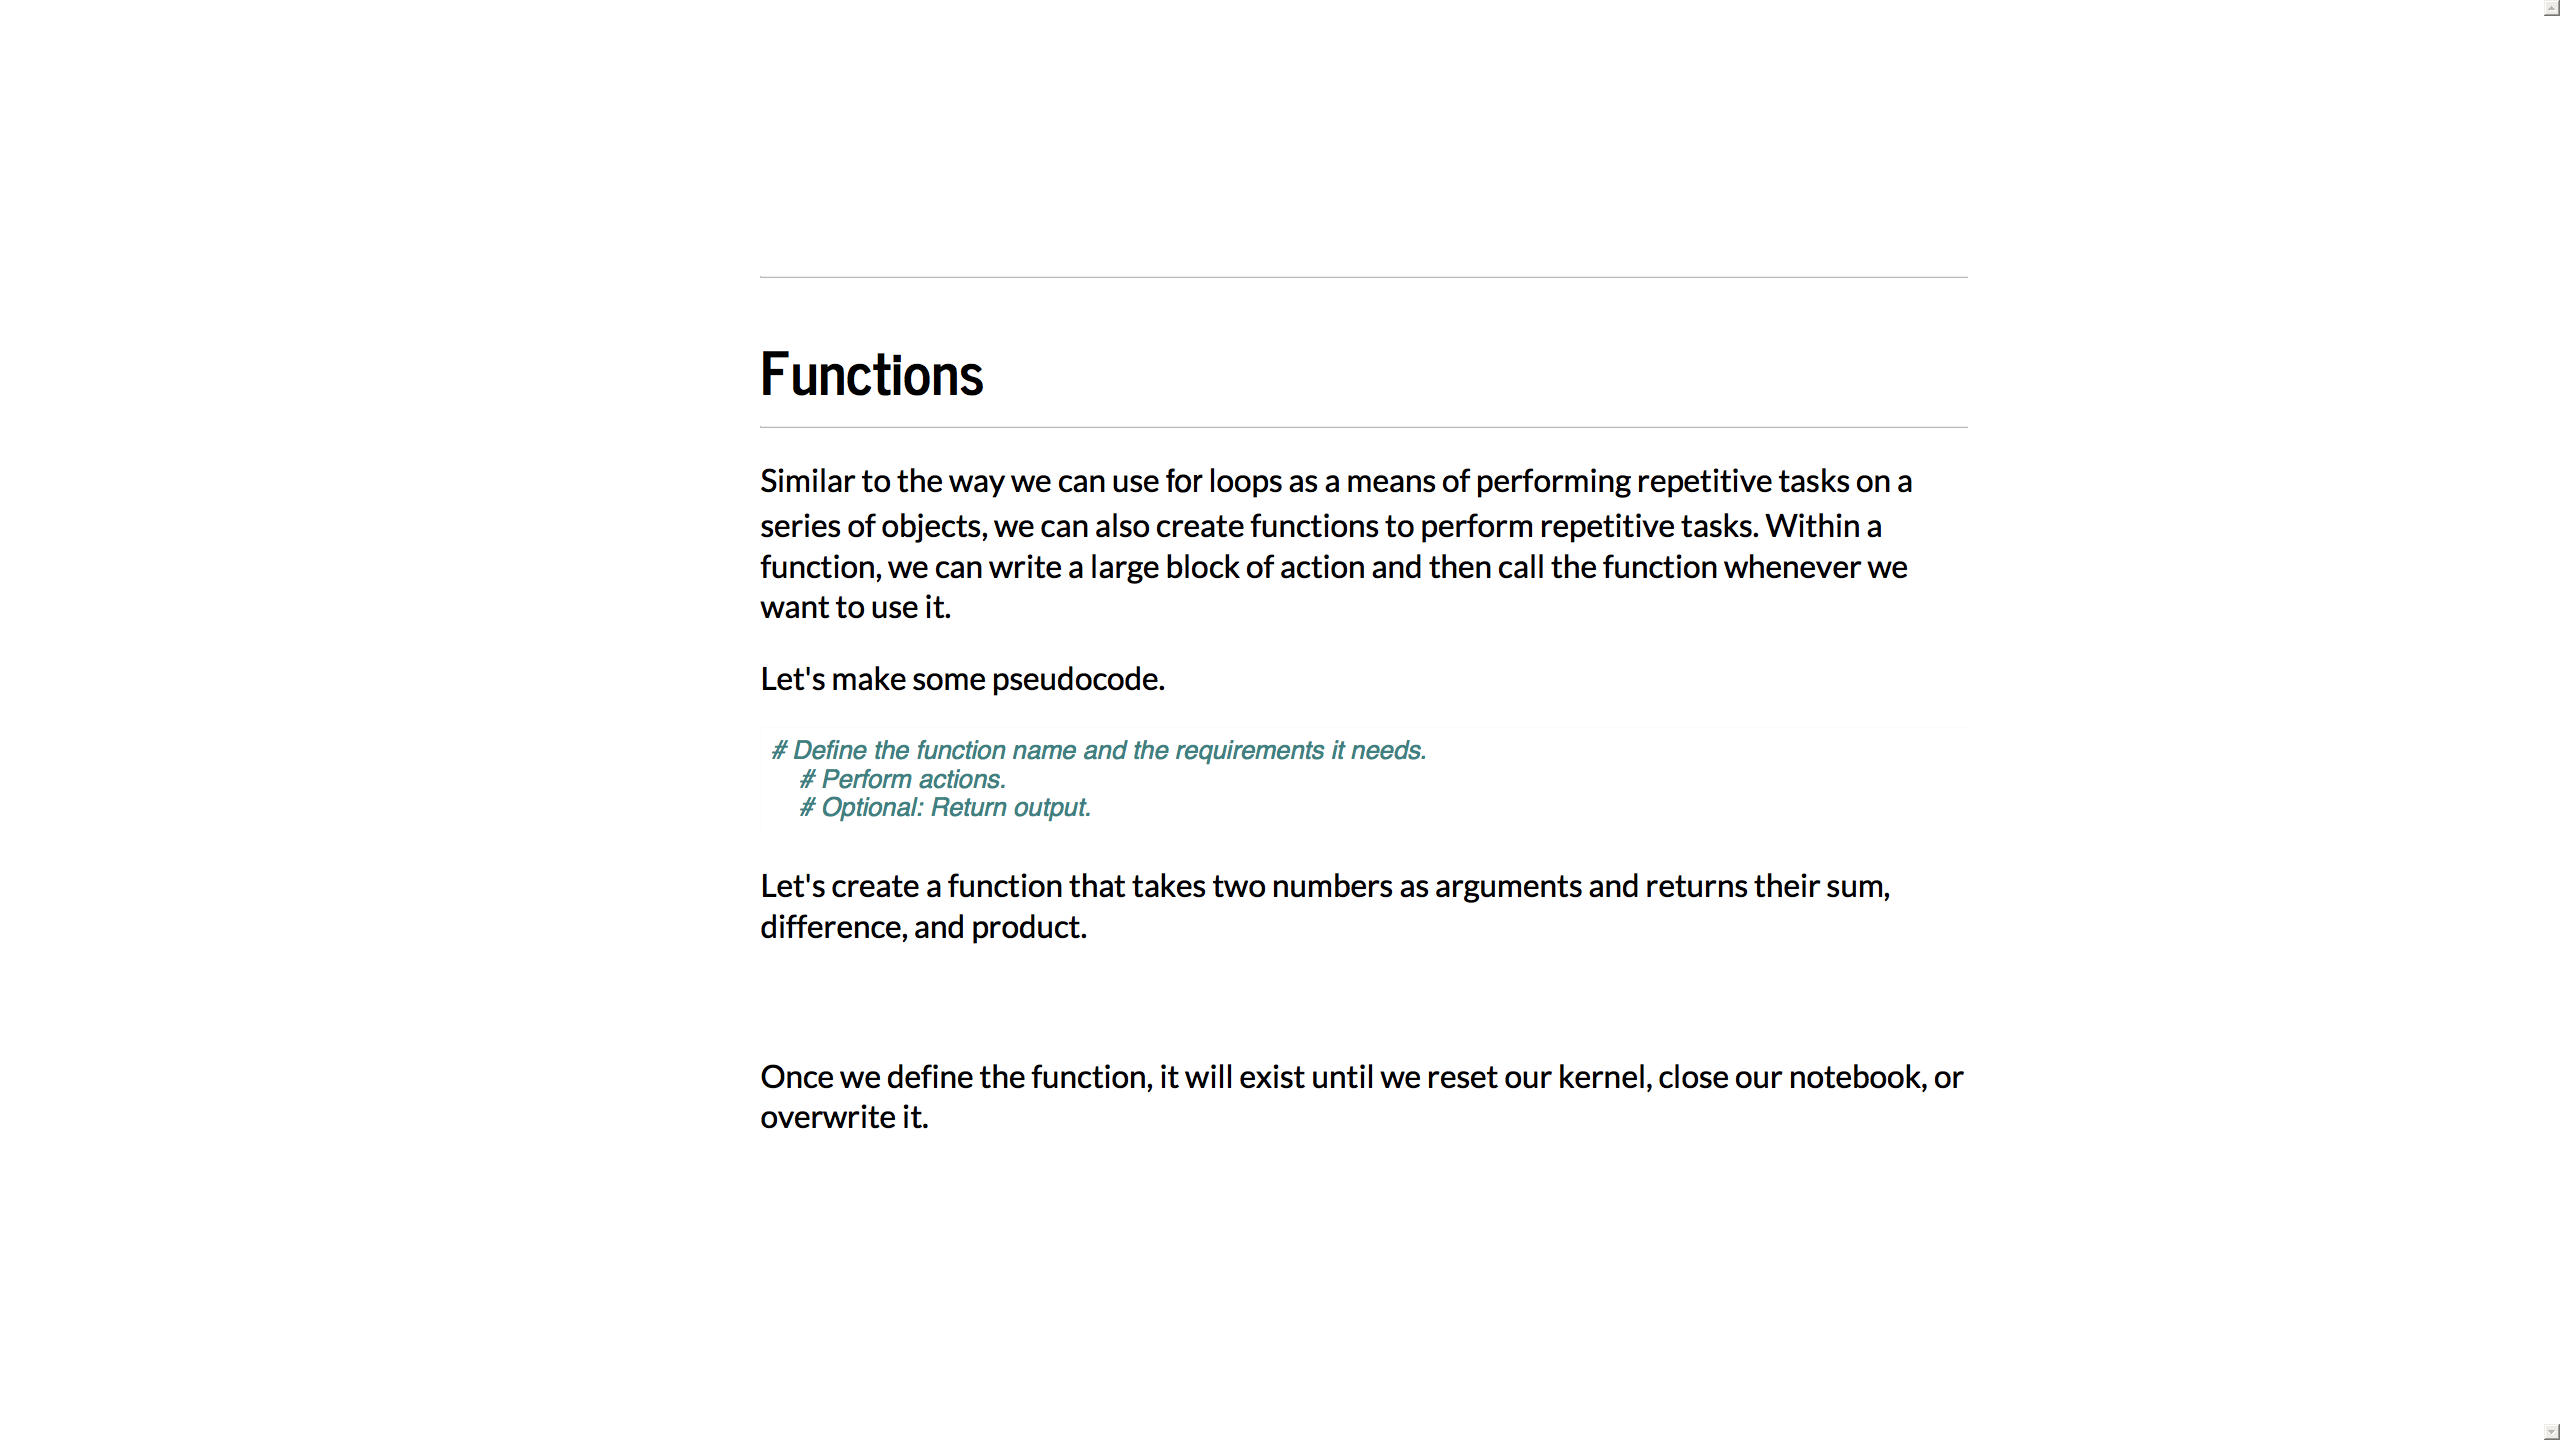 Functions
Similar to the way we can use for loops as a means of performing repetitive tasks on a
series of objects, we can also create functions to perform repetitive tasks. Within a
function, we can write a large block of action and then call the function whenever we
want to use it.
Let's make some pseudocode.
# Define the function name and the requirements it needs.
    # Perform actions.
    # Optional: Return output.
Let's create a function that takes two numbers as arguments and returns their sum,
difference, and product.
Once we define the function, it will exist until we reset our kernel, close our notebook, or
overwrite it.